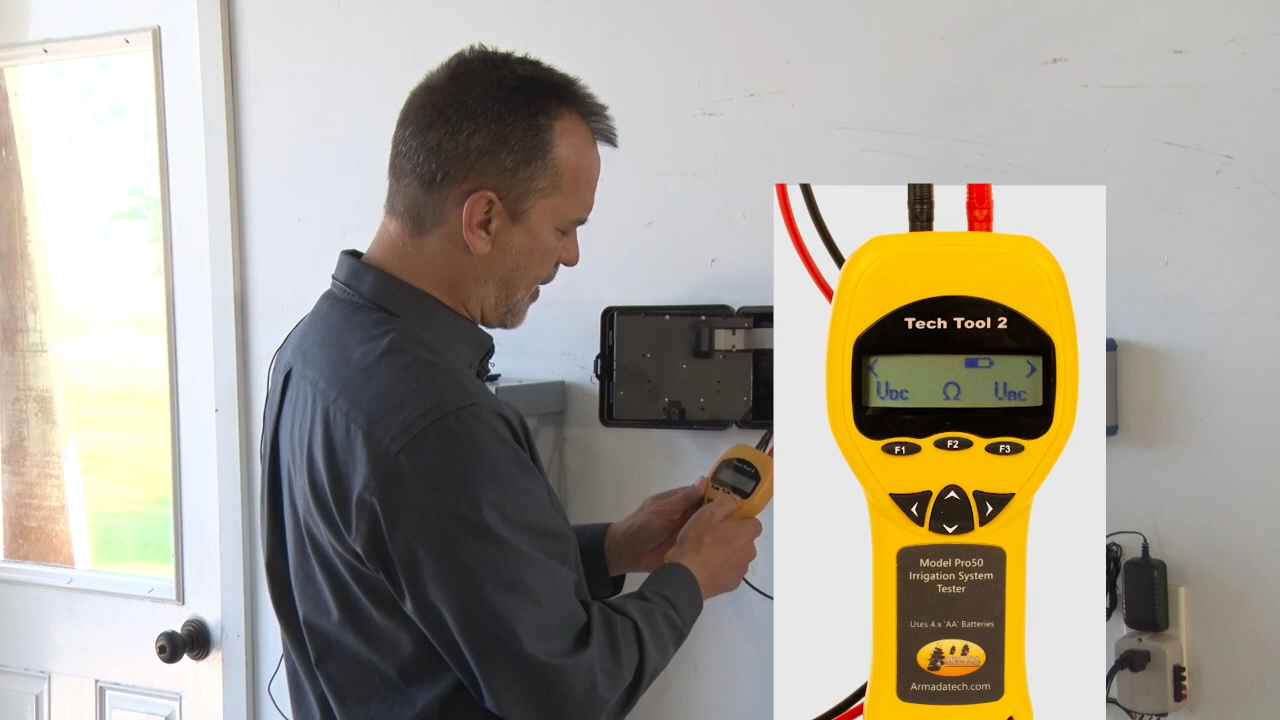 Tech Tool 2
VDC Ω VAC
F1 F2 F3
Model Pro50
Irrigation System
Tester
Uses 4 x 'AA' Batteries
Armadatech.com